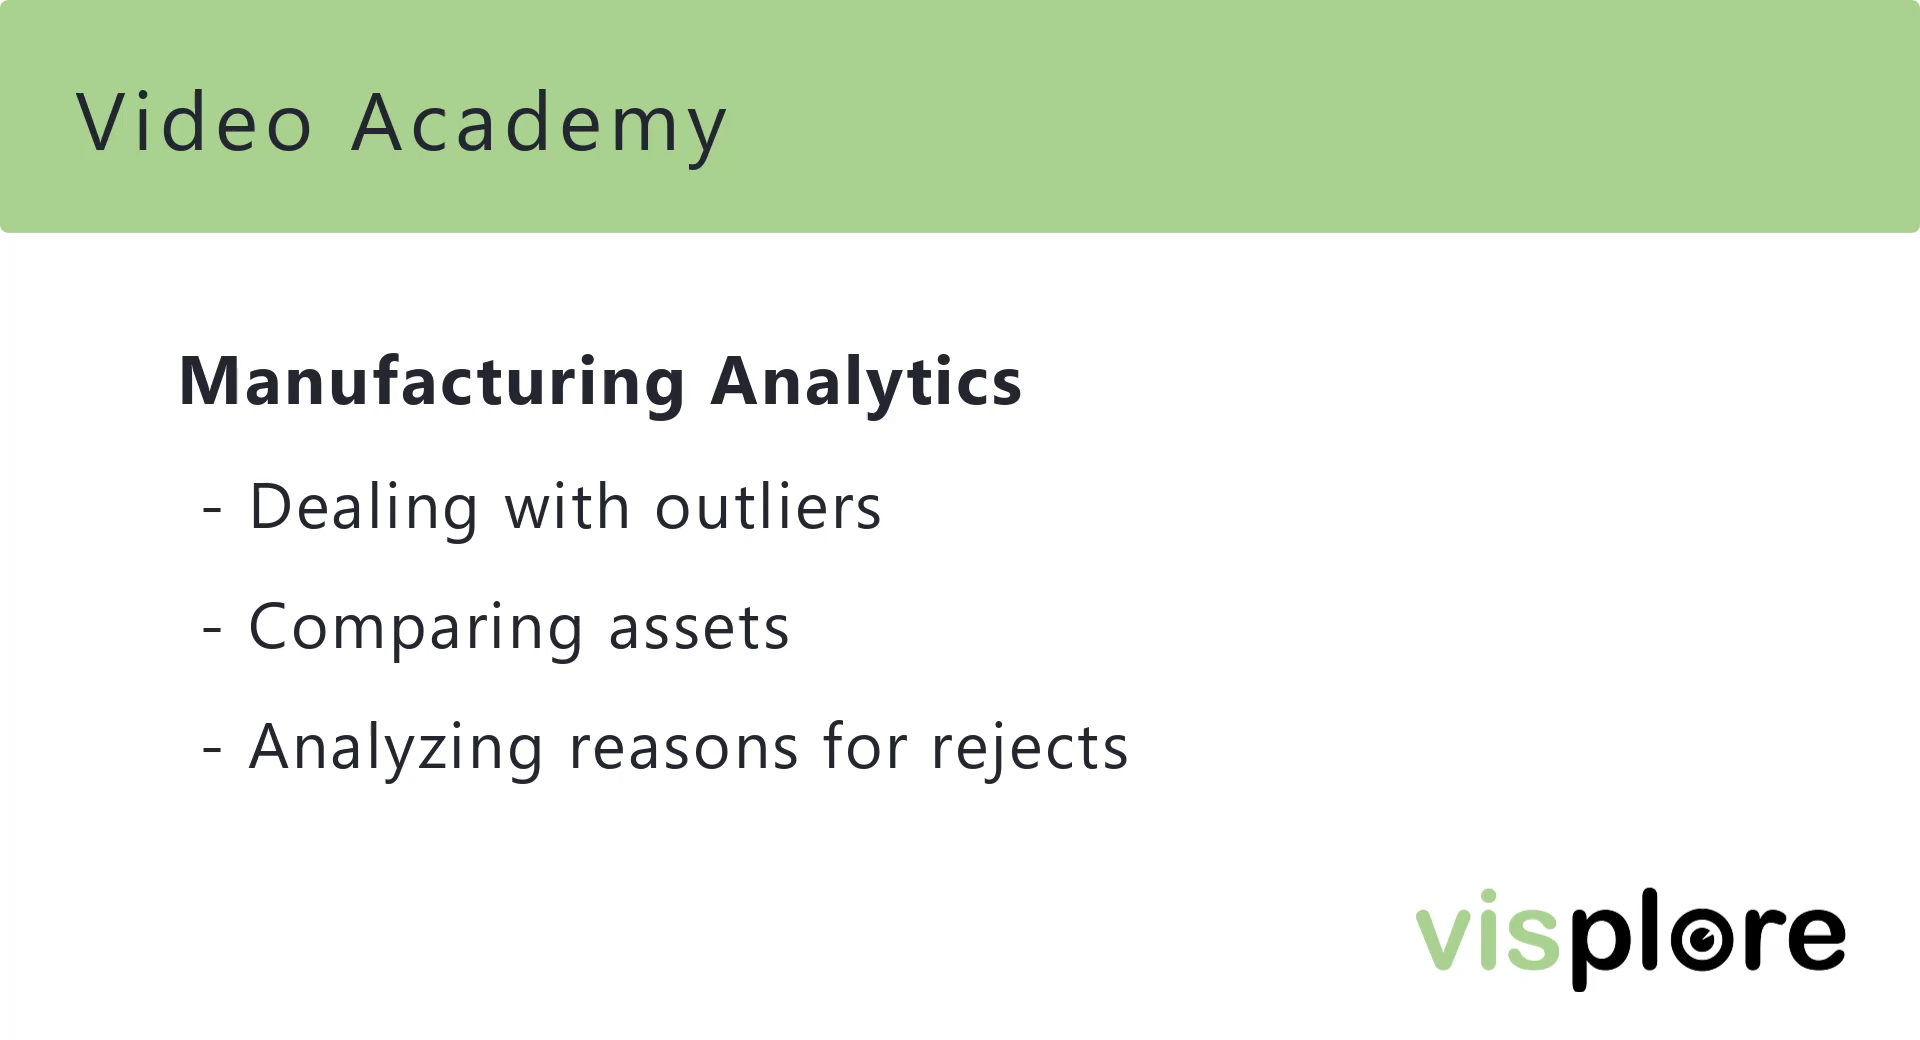 Video Academy
Manufacturing Analytics
- Dealing with outliers
- Comparing assets
- Analyzing reasons for rejects
visplore